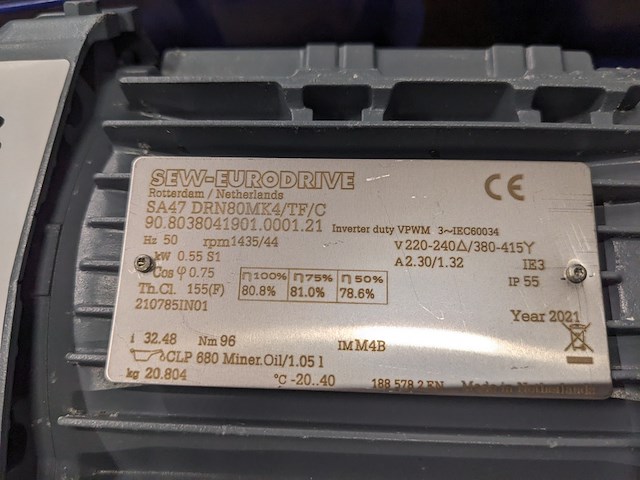 SEW-EURODRIVE
Rotterdam / Netherlands
SA47 DRN80MK4/TF/C
90.8038041901.0001.21 Inverter duty VPWM 3~IEC60034
Hz 50 rpm 1435/44 V 220-240Δ/380-415Y
kW 0.55 S1 A 2.30/1.32 IE3
Cos φ 0.75 η100% η75% η50% IP 55
Th.Cl. 155(F) 80.8% 81.0% 78.6%
210785IN01 Year 2021
i 32.48 Nm 96 IM M4B
CLP 680 Miner.Oil/1.05 l
kg 20.804 °C -20..40 188 578 2 EN Made in Netherlands
CE